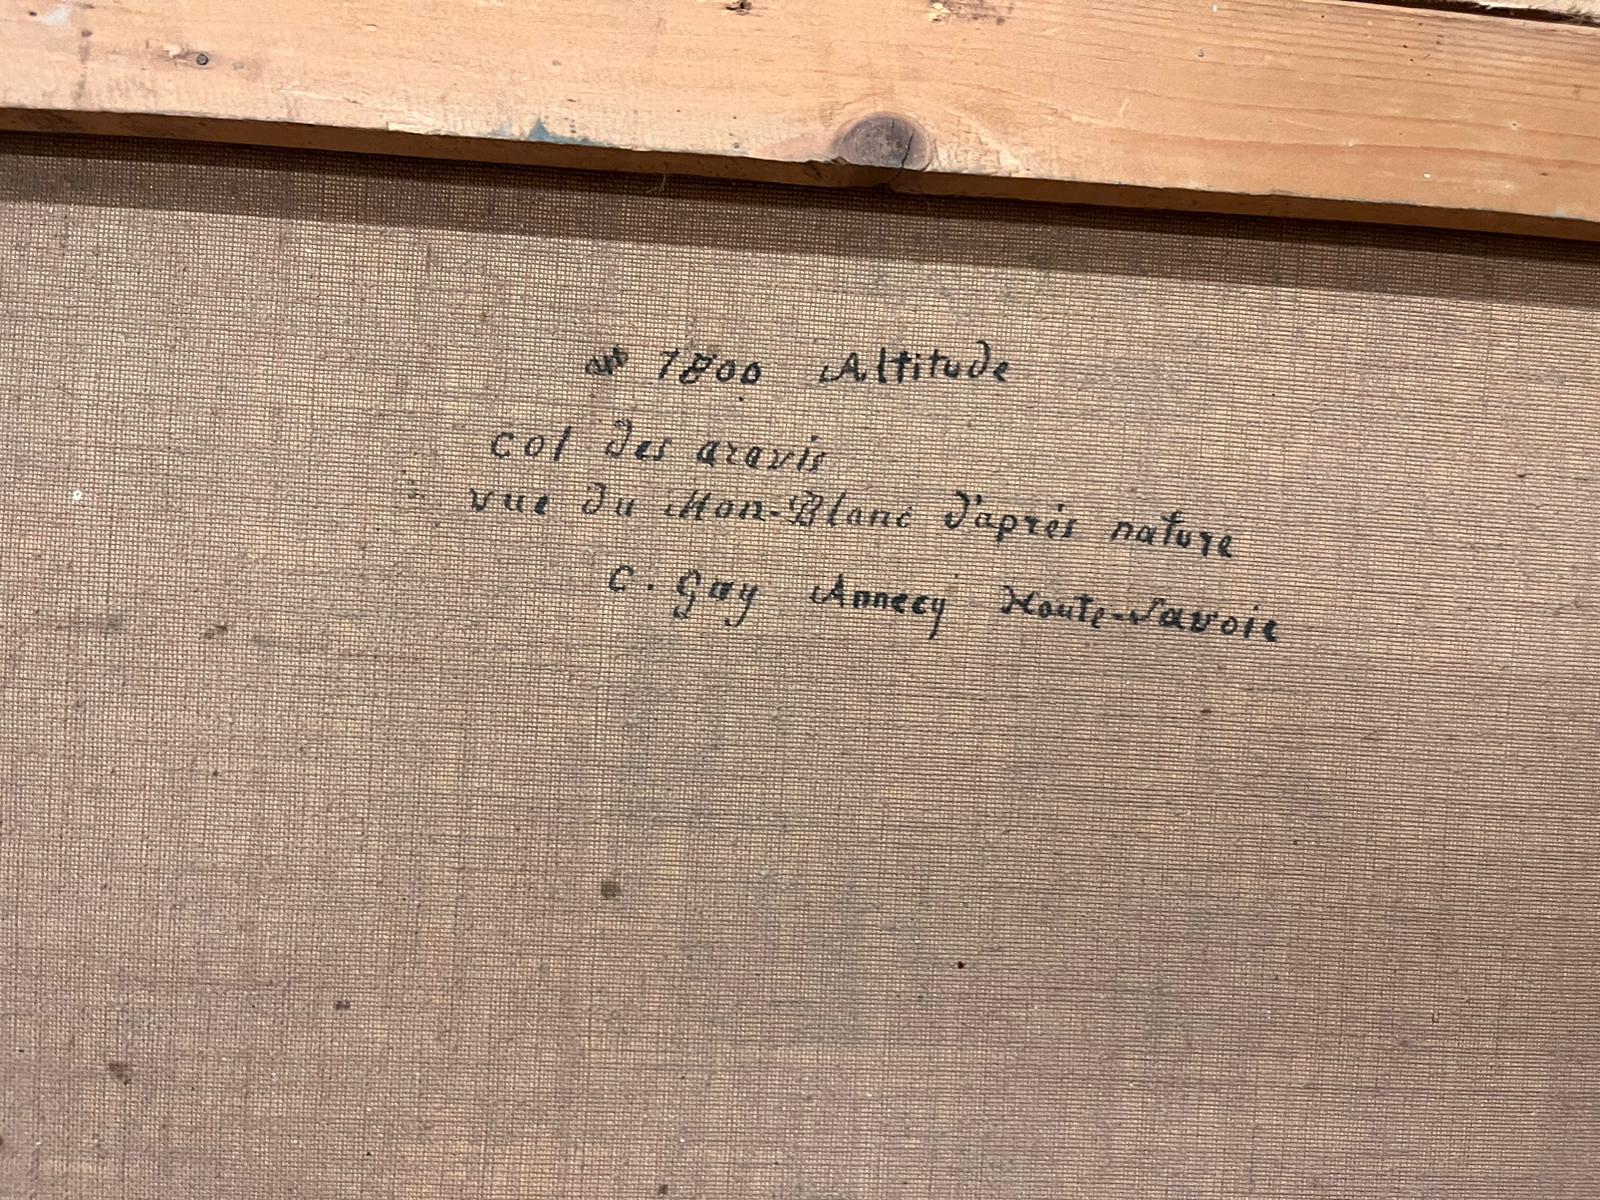 1800 Altitude
col des aravis
vue du Mon-Blanc d'après nature
C. Gay Annecy Haute-Savoie